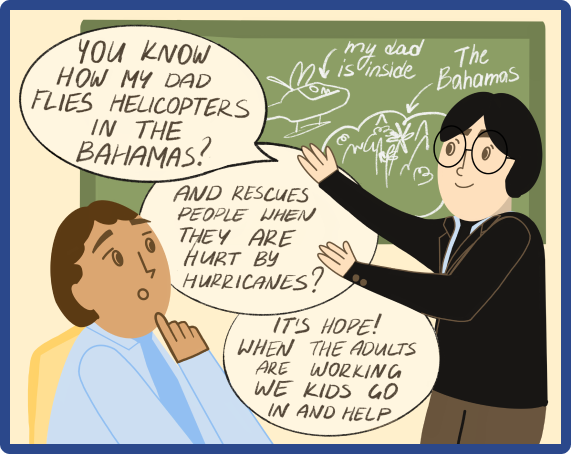 YOU KNOW
HOW MY DAD
FLIES HELICOPTERS
IN THE
BAHAMAS?
my dad
is inside
The
Bahamas
AND RESCUES
PEOPLE WHEN
THEY ARE
HURT BY
HURRICANES?
IT'S HOPE!
WHEN THE ADULTS
ARE WORKING
WE KIDS GO
IN AND HELP